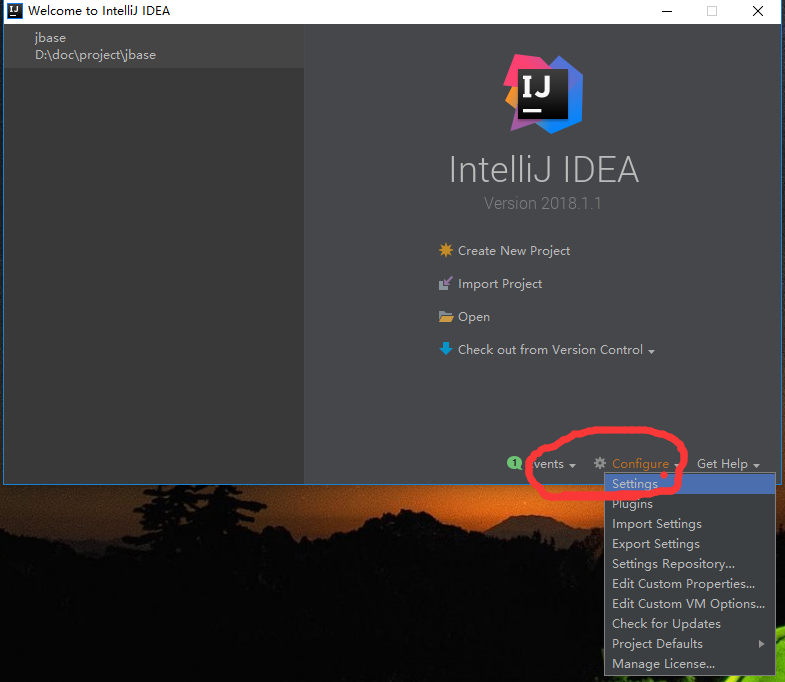 Welcome to IntelliJ IDEA
jbase
D:\doc\project\jbase
IJ
IntelliJ IDEA
Version 2018.1.1
Create New Project
Import Project
Open
Check out from Version Control
1
vents
Configure
Get Help
Settings
Plugins
Import Settings
Export Settings
Settings Repository...
Edit Custom Properties...
Edit Custom VM Options...
Check for Updates
Project Defaults
Manage License...